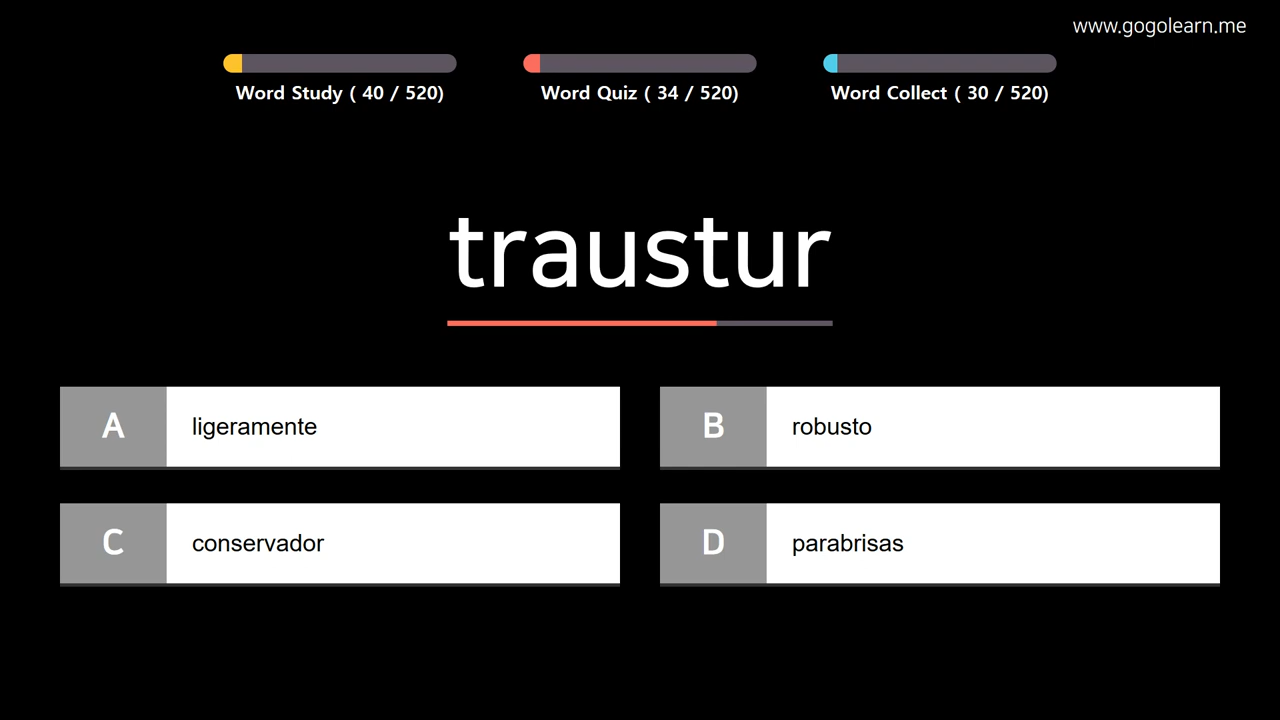 www.gogolearn.me
Word Study ( 40 / 520)
Word Quiz ( 34 / 520)
Word Collect ( 30 / 520)
traustur
A ligeramente
B robusto
C conservador
D parabrisas